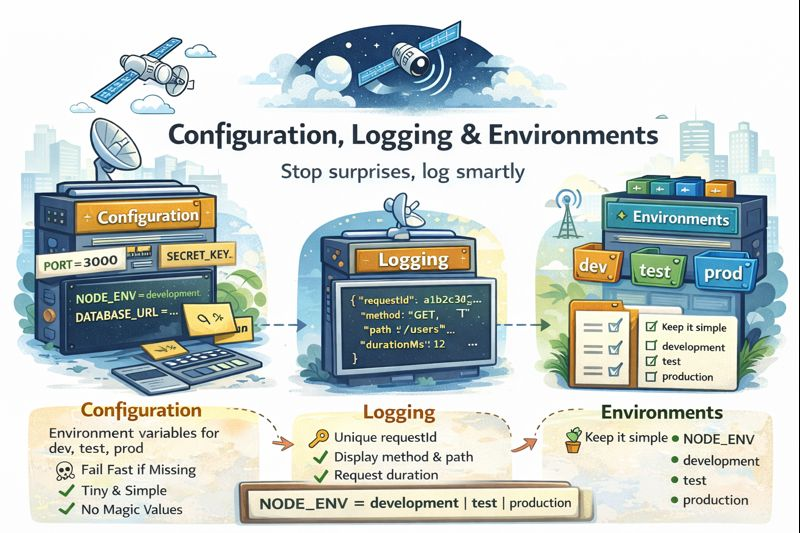 Configuration, Logging & Environments
Stop surprises, log smartly
Configuration
PORT=3000
SECRET_KEY...
NODE_ENV = development.
DATABASE_URL = ...
Logging
{ "requestId": a1b2c3d...
"method: "GET,
"path
/users"...
"durationMs": 12 ...
}
Environments
dev
test
prod
Keep it simple
development
test
production
Configuration
Environment variables for
dev, test, prod
Fail Fast if Missing
✓ Tiny & Simple
✓ No Magic Values
Logging
Unique requestId
✓ Display method & path
✓ Request duration
Environments
Keep it simple • NODE_ENV
• development
• test
• production
NODE_ENV = development | test | production